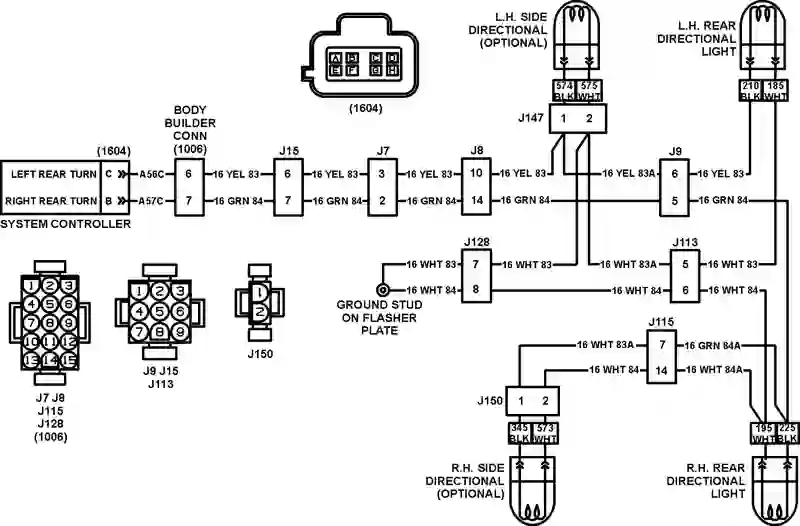 L.H. SIDE
DIRECTIONAL
(OPTIONAL)
L.H. REAR
DIRECTIONAL
LIGHT
A B C D
E F G H
(1604)
574 575
BLK WHT
210 185
BLK WHT
BODY
BUILDER
CONN
(1006)
J147 1 2
(1604)
J15
J7
J8
J9
LEFT REAR TURN C A56C 6 16 YEL 83 6 16 YEL 83 3 16 YEL 83 10 16 YEL 83 16 YEL 83A 6 16 YEL 83
RIGHT REAR TURN B A57C 7 16 GRN 84 7 16 GRN 84 2 16 GRN 84 14 16 GRN 84 5 16 GRN 84
SYSTEM CONTROLLER
J128
J113
16 WHT 83 7 16 WHT 83 16 WHT 83A 5 16 WHT 83
16 WHT 84 8 16 WHT 84 6 16 WHT 84
GROUND STUD
ON FLASHER
PLATE
1 2 3
4 5 6
7 8 9
10 11 12
13 14 15
J7 J8
J115
J128
(1006)
1 2 3
4 5 6
7 8 9
J9 J15
J113
1
2
J150
J115
16 WHT 83A 7 16 GRN 84A
16 WHT 84 14 16 WHT 84A
J150 1 2
345 573
BLK WHT
195 225
WHT BLK
R.H. SIDE
DIRECTIONAL
(OPTIONAL)
R.H. REAR
DIRECTIONAL
LIGHT